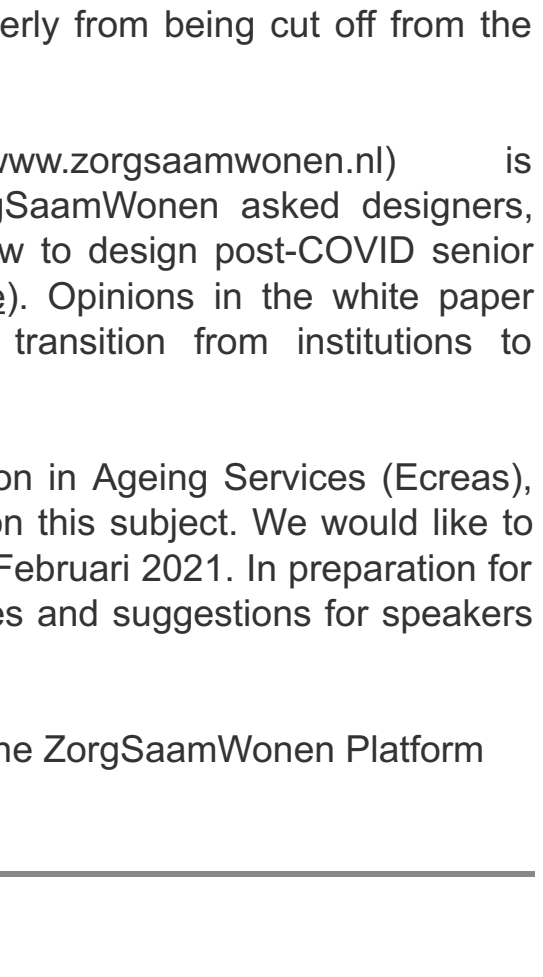 erly from being cut off from the
www.zorgsaamwonen.nl) is
gSaamWonen asked designers,
w to design post-COVID senior
e). Opinions in the white paper
transition from institutions to
on in Ageing Services (Ecreas),
on this subject. We would like to
Februari 2021. In preparation for
es and suggestions for speakers
he ZorgSaamWonen Platform